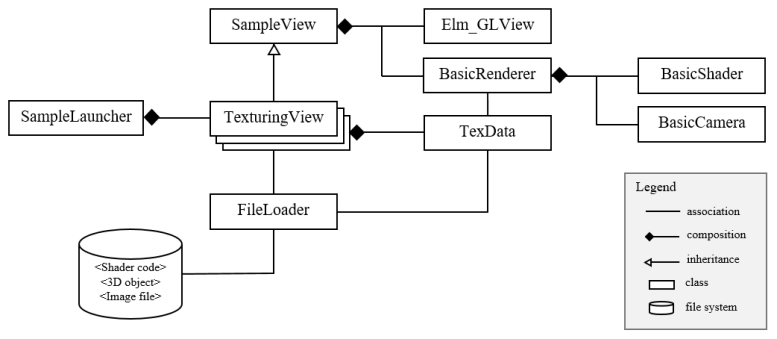 SampleView
Elm_GLView
BasicRenderer
BasicShader
SampleLauncher
TexturingView
TexData
BasicCamera
FileLoader
<Shader code>
<3D object>
<Image file>
Legend
association
composition
inheritance
class
file system